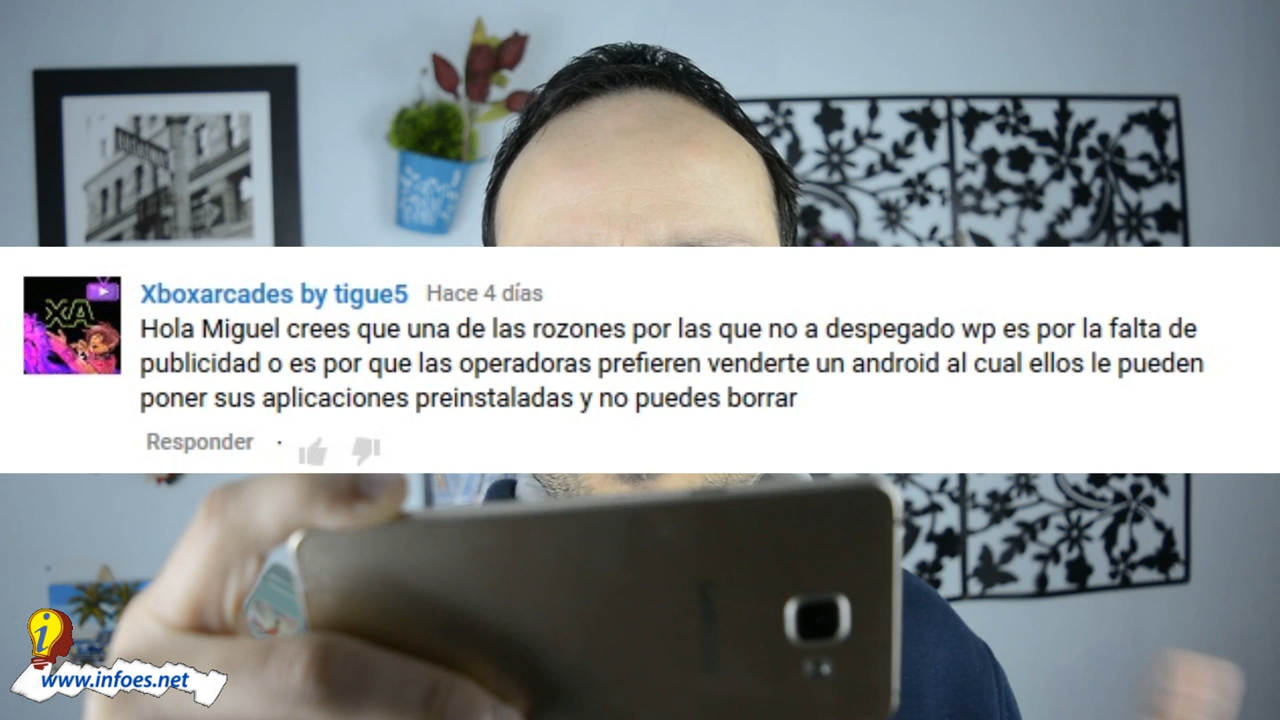 XA
Xboxarcades by tigue5 Hace 4 días
Hola Miguel crees que una de las rozones por las que no a despegado wp es por la falta de
publicidad o es por que las operadoras prefieren venderte un android al cual ellos le pueden
poner sus aplicaciones preinstaladas y no puedes borrar
Responder ·
i
www.infoes.net